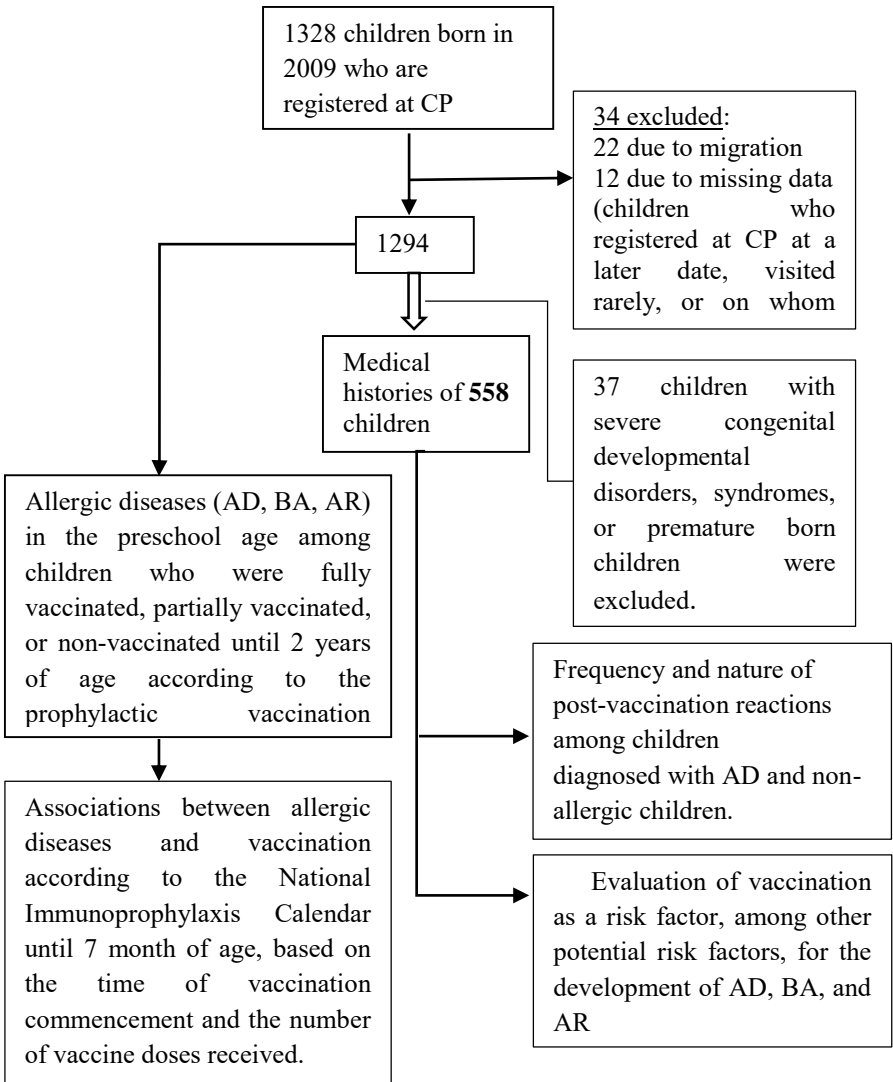 1328 children born in
2009 who are
registered at CP
34 excluded:
22 due to migration
12 due to missing data
(children who
registered at CP at a
later date, visited
rarely, or on whom
1294
Medical
histories of 558
children
37 children with
severe congenital
developmental
disorders, syndromes,
or premature born
children were
excluded.
Allergic diseases (AD, BA, AR)
in the preschool age among
children who were fully
vaccinated, partially vaccinated,
or non-vaccinated until 2 years
of age according to the
prophylactic vaccination
Frequency and nature of
post-vaccination reactions
among children
diagnosed with AD and non-
allergic children.
Associations between allergic
diseases and vaccination
according to the National
Immunoprophylaxis Calendar
until 7 month of age, based on
the time of vaccination
commencement and the number
of vaccine doses received.
Evaluation of vaccination
as a risk factor, among other
potential risk factors, for the
development of AD, BA, and
AR